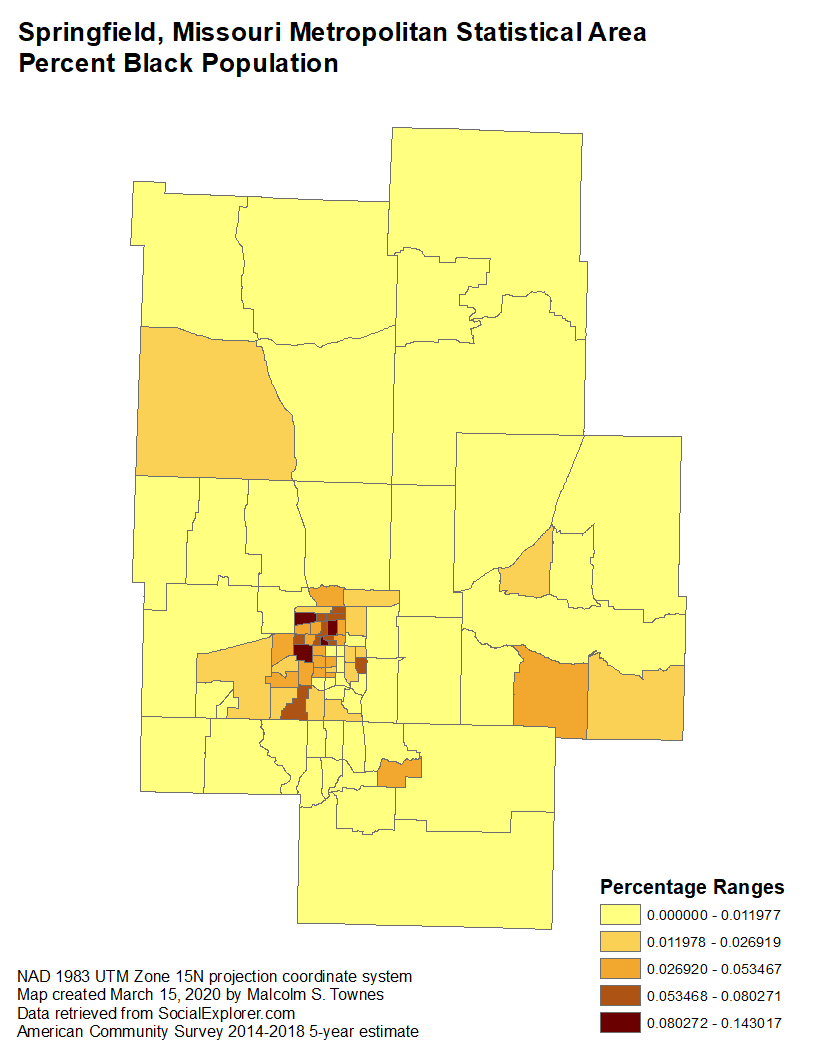 Springfield, Missouri Metropolitan Statistical Area
Percent Black Population
Percentage Ranges
0.000000 - 0.011977
0.011978 - 0.026919
0.026920 - 0.053467
0.053468 - 0.080271
0.080272 - 0.143017
NAD 1983 UTM Zone 15N projection coordinate system
Map created March 15, 2020 by Malcolm S. Townes
Data retrieved from SocialExplorer.com
American Community Survey 2014-2018 5-year estimate